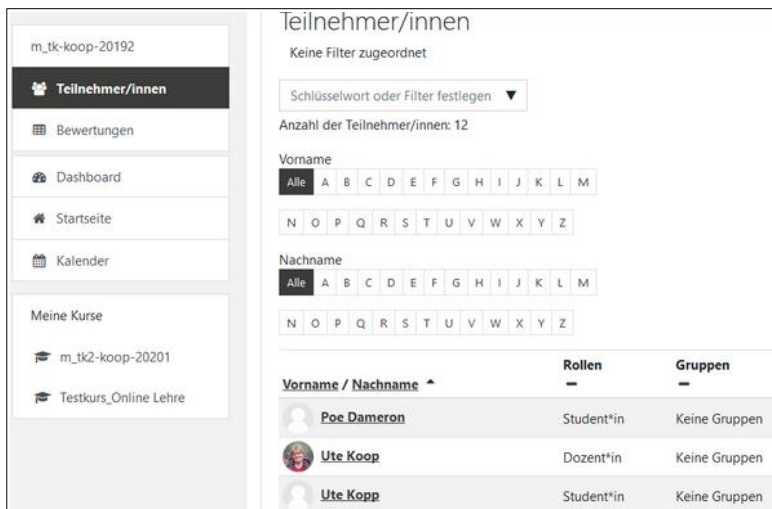 m_tk-koop-20192
Teilnehmer/innen
Bewertungen
Dashboard
Startseite
Kalender
Meine Kurse
m_tk2-koop-20201
Testkurs_Online Lehre
Teilnehmer/innen
Keine Filter zugeordnet
Schlüsselwort oder Filter festlegen ▼
Anzahl der Teilnehmer/innen: 12
Vorname
Alle A B C D E F G H I J K L M
N O P Q R S T U V W X Y Z
Nachname
Alle A B C D E F G H I J K L M
N O P Q R S T U V W X Y Z
Vorname / Nachname Rollen Gruppen
Poe Dameron Student*in Keine Gruppen
Ute Koop Dozent*in Keine Gruppen
Ute Kopp Student*in Keine Gruppen